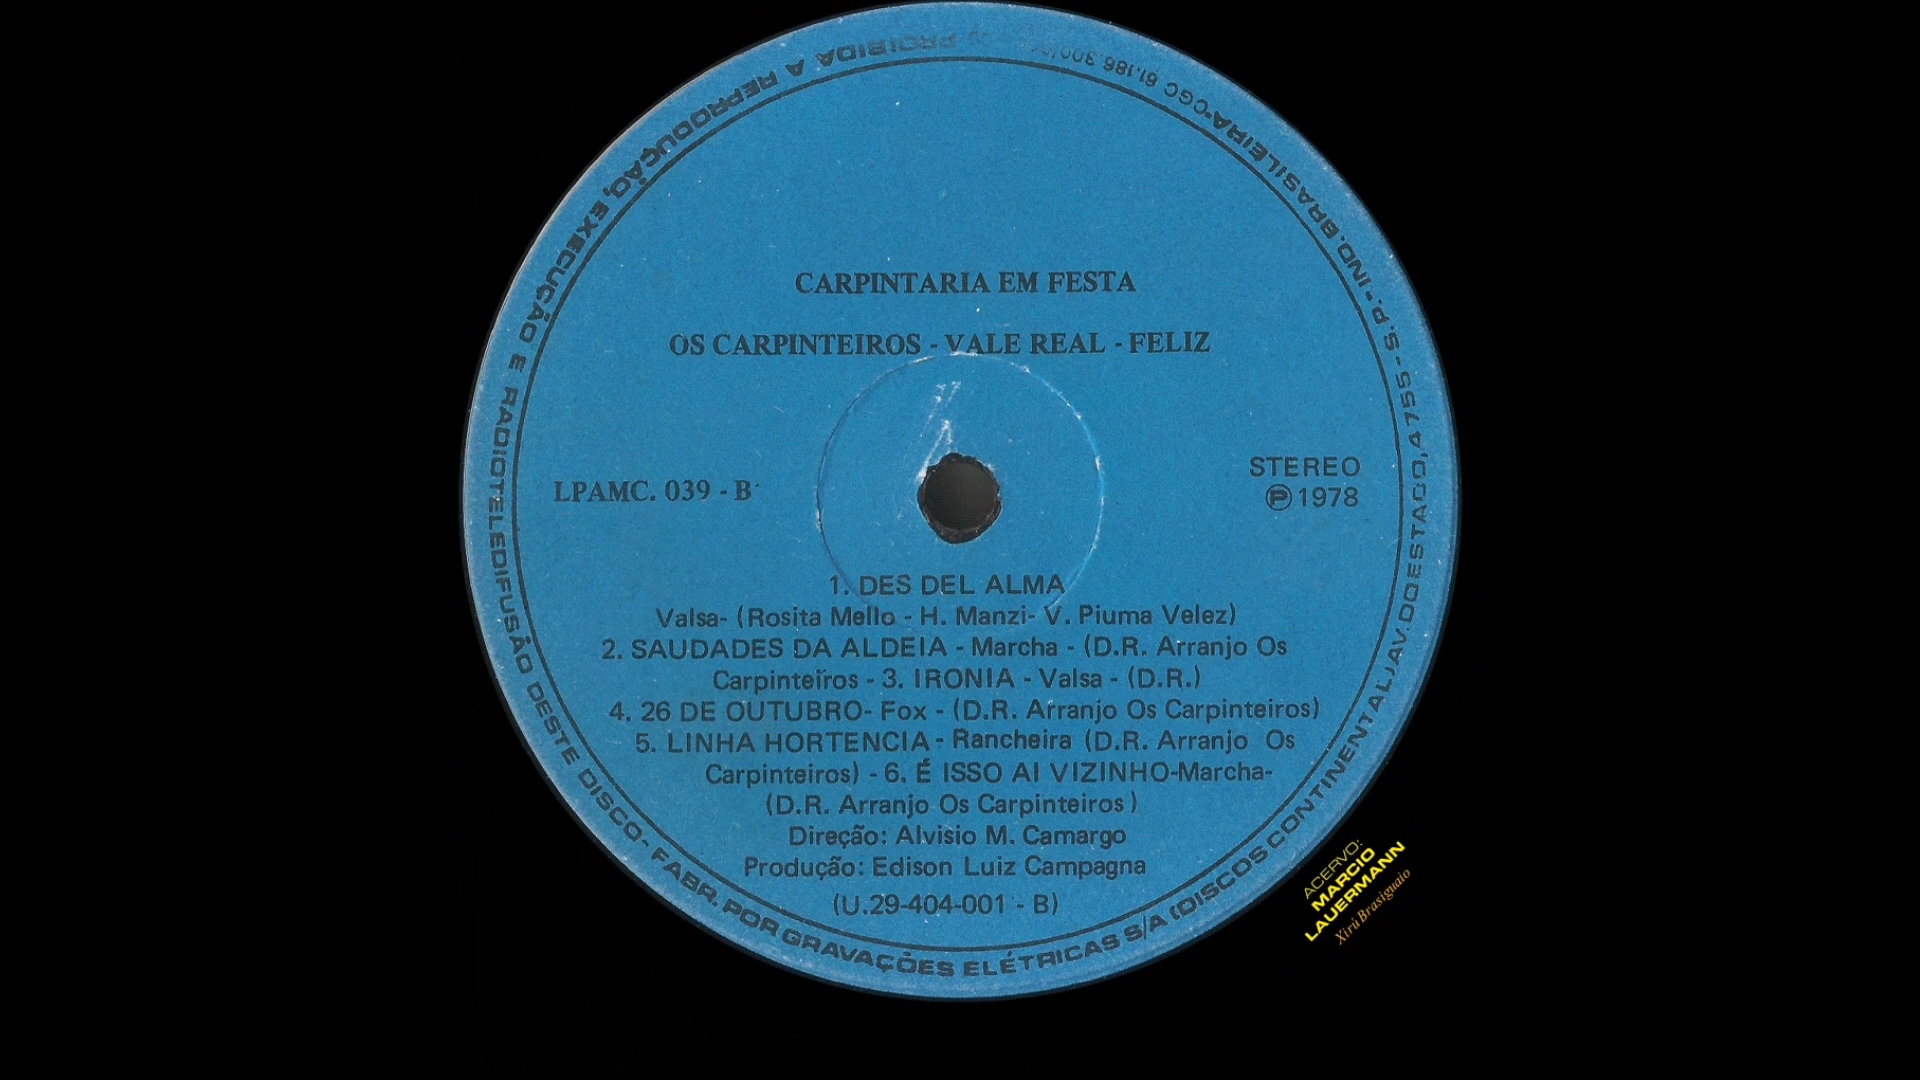 CARPINTARIA EM FESTA
OS CARPINTEIROS - VALE REAL - FELIZ
LPAMC. 039 - B
STEREO
Ⓟ1978
1. DES DEL ALMA
Valsa- (Rosita Mello - H. Manzi- V. Piuma Velez)
2. SAUDADES DA ALDEIA - Marcha - (D.R. Arranjo Os
Carpinteiros - 3. IRONIA - Valsa - (D.R.)
4. 26 DE OUTUBRO- Fox - (D.R. Arranjo Os Carpinteiros)
5. LINHA HORTENCIA - Rancheira (D.R. Arranjo Os
Carpinteiros) - 6. É ISSO AI VIZINHO-Marcha-
(D.R. Arranjo Os Carpinteiros)
Direção: Alvisio M. Camargo
Produção: Edison Luiz Campagna
(U.29-404-001 - B)
PROIBIDA A REPRODUÇÃO, EXECUÇÃO E RADIOTELEDIFUSÃO DESTE DISCO- FABR. POR GRAVAÇÕES ELÉTRICAS S/A (DISCOS CONTINENTAL) AV. DO ESTADO, 4755 - S.P. - IND. BRASILEIRA-CGC 61.186.300/
ACERVO:
MARCIO
LAUERMANN
Xirú Brasiguaio